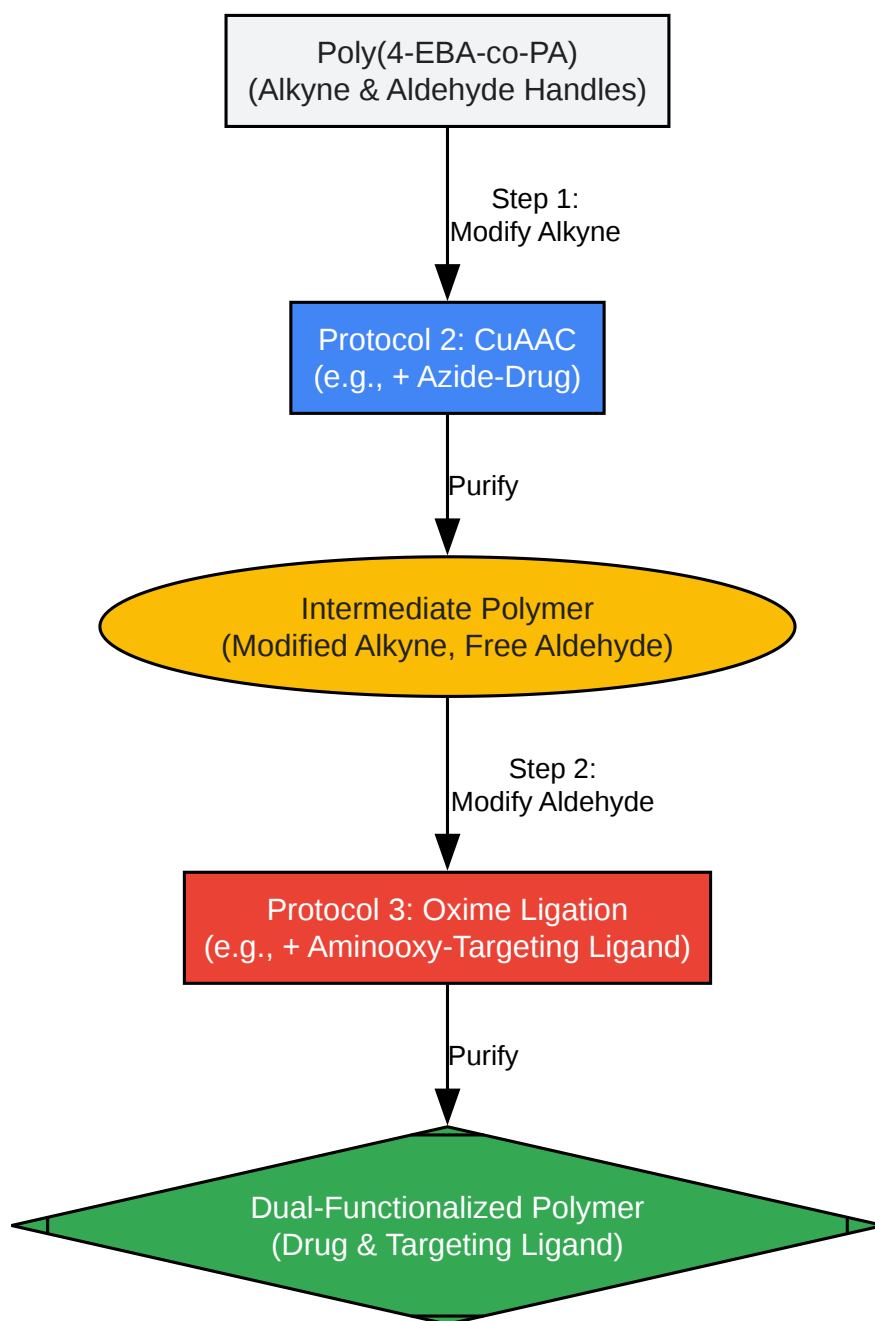 Poly(4-EBA-co-PA)
(Alkyne & Aldehyde Handles)
Step 1:
Modify Alkyne
Protocol 2: CuAAC
(e.g., + Azide-Drug)
Purify
Intermediate Polymer
(Modified Alkyne, Free Aldehyde)
Step 2:
Modify Aldehyde
Protocol 3: Oxime Ligation
(e.g., + Aminooxy-Targeting Ligand)
Purify
Dual-Functionalized Polymer
(Drug & Targeting Ligand)